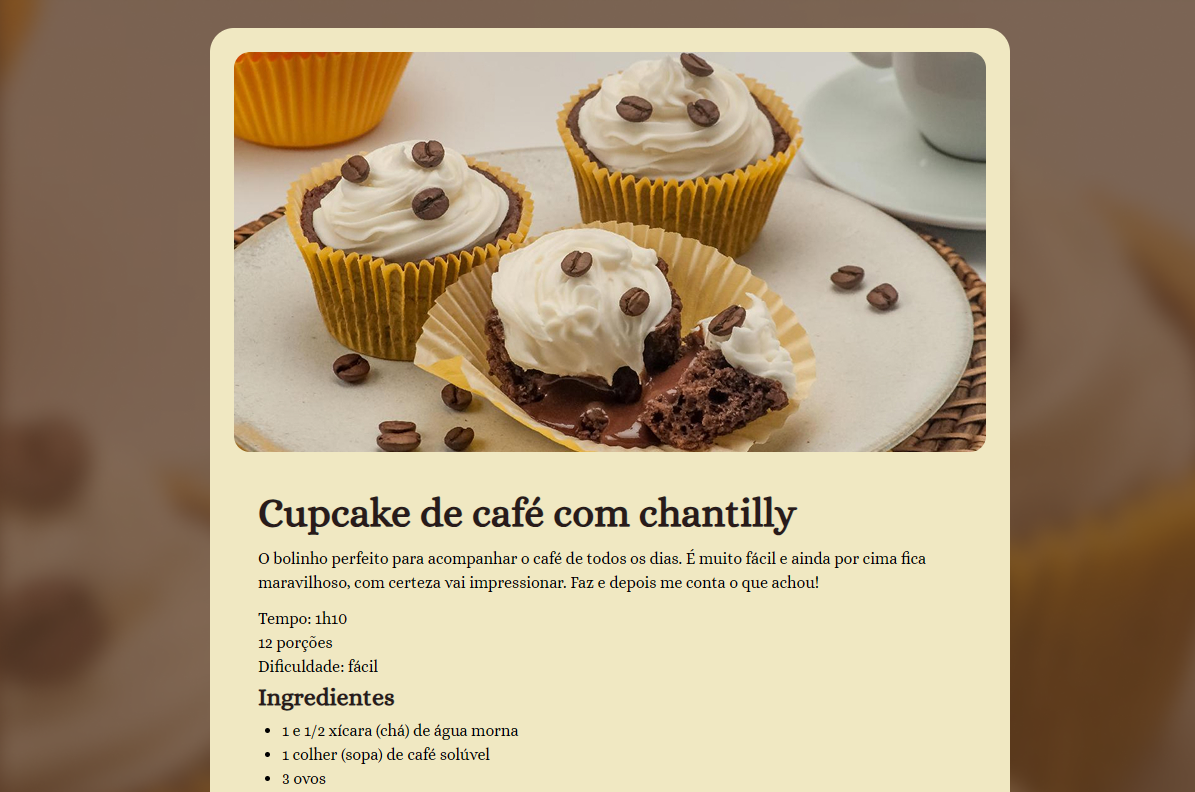 Cupcake de café com chantilly
O bolinho perfeito para acompanhar o café de todos os dias. É muito fácil e ainda por cima fica
maravilhoso, com certeza vai impressionar. Faz e depois me conta o que achou!
Tempo: 1h10
12 porções
Dificuldade: fácil
Ingredientes
• 1 e 1/2 xícara (chá) de água morna
• 1 colher (sopa) de café solúvel
• 3 ovos